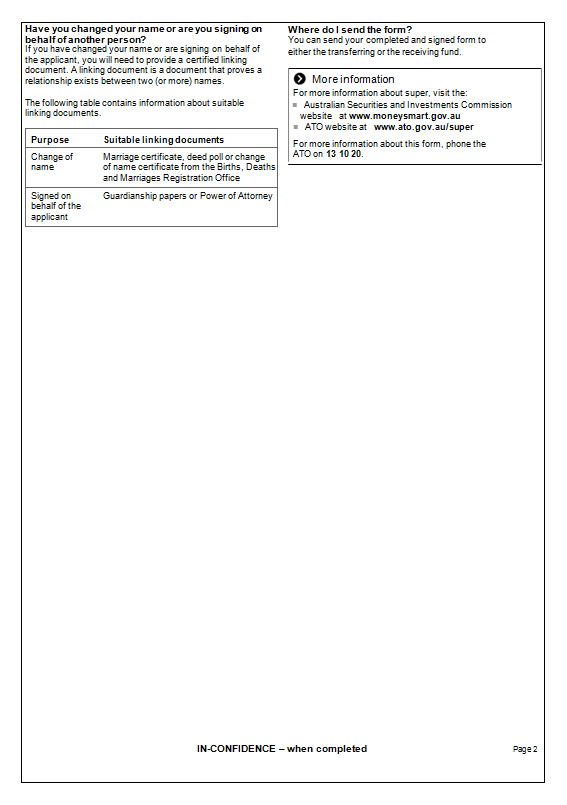 Have you changed your name or are you signing on
behalf of another person?
If you have changed your name or are signing on behalf of
the applicant, you will need to provide a certified linking
document. A linking document is a document that proves a
relationship exists between two (or more) names.
The following table contains information about suitable
linking documents.
Purpose Suitable linking documents
Change of name Marriage certificate, deed poll or change
of name certificate from the Births, Deaths
and Marriages Registration Office
Signed on behalf of the applicant Guardianship papers or Power of Attorney
Where do I send the form?
You can send your completed and signed form to
either the transferring or the receiving fund.
More information
For more information about super, visit the:
■ Australian Securities and Investments Commission
website at www.moneysmart.gov.au
■ ATO website at www.ato.gov.au/super
For more information about this form, phone the
ATO on 13 10 20.
IN-CONFIDENCE – when completed
Page 2